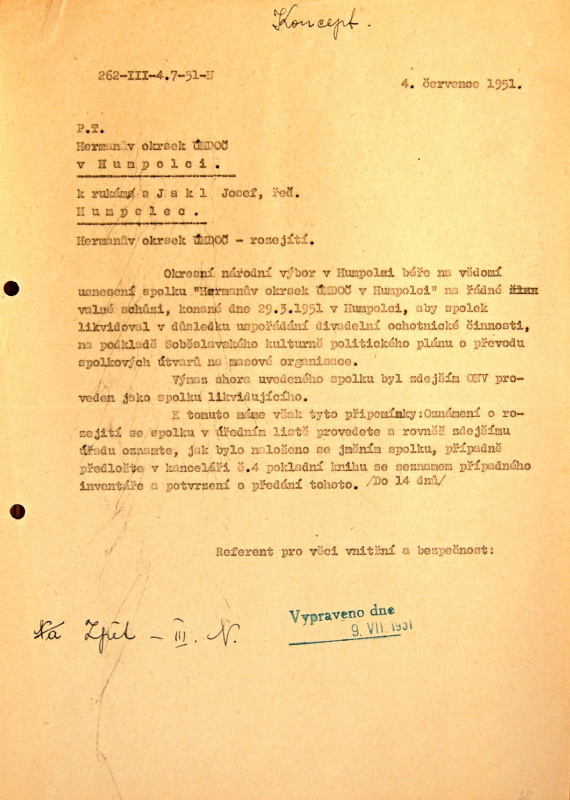 Koncept.
262-III-4.7-51-N
4. července 1951.
P.T.
Hermanův okrsek ÚMDOČ
v Humpolci.
k rukám s Jakl Josef, řed.
Humpolec.
Hermanův okrsek ÚMDOČ - rozejítí.
Okresní národní výbor v Humpolci béře na vědomí
usnesení spolku "Hermanův okrsek ÚMDOČ v Humpolci" na řádné
valné schůzi, konané dne 29.3.1951 v Humpolci, aby spolek
likvidoval v důsledku uspořádání divadelní ochotnické činnosti,
na podkladě Soběslavského kulturně politického plánu o převodu
spolkových útvarů na masové organisace.
Výmaz shora uvedeného spolku byl zdejším ONV pro-
veden jako spolku likvidujícího.
K tomuto máme však tyto připomínky:Oznámení o ro-
zejití se spolku v úředním listě provedete a rovněž zdejšímu
úřadu oznamte, jak bylo naloženo se jměním spolku, případně
předložte v kanceláři č.4 pokladní knihu se seznamem případného
inventáře a potvrzení o předání tohoto. /Do 14 dnů/
Referent pro věci vnitřní a bezpečnost:
Vypraveno dne
9. VII 1951
Zpět - III. N.